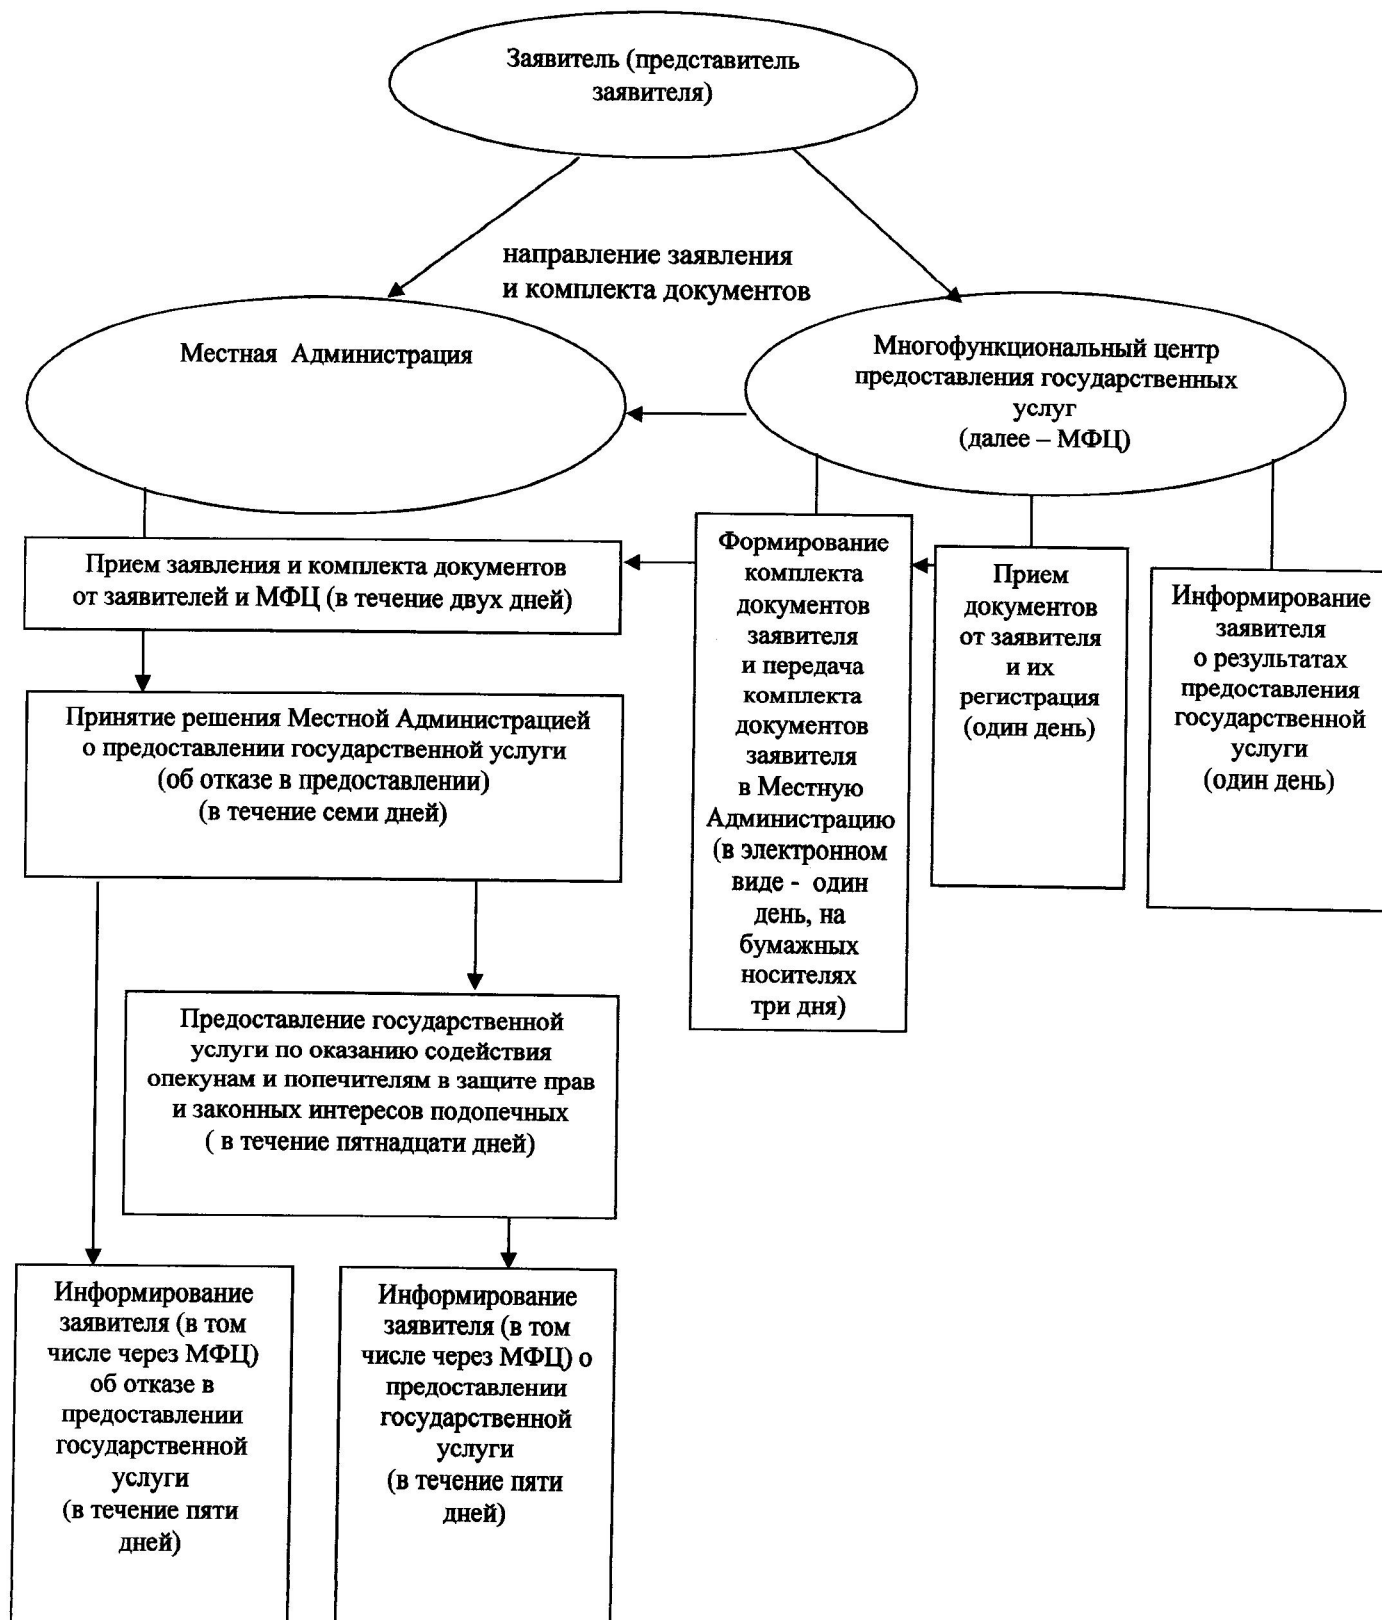 Заявитель (представитель
заявителя)
направление заявления
и комплекта документов
Местная Администрация
Многофункциональный центр
предоставления государственных
услуг
(далее – МФЦ)
Прием заявления и комплекта документов
от заявителей и МФЦ (в течение двух дней)
Формирование
комплекта
документов
заявителя
и передача
комплекта
документов
заявителя
в Местную
Администрацию
(в электронном
виде - один
день, на
бумажных
носителях
три дня)
Прием
документов
от заявителя
и их
регистрация
(один день)
Информирование
заявителя
о результатах
предоставления
государственной
услуги
(один день)
Принятие решения Местной Администрацией
о предоставлении государственной услуги
(об отказе в предоставлении)
(в течение семи дней)
Предоставление государственной
услуги по оказанию содействия
опекунам и попечителям в защите прав
и законных интересов подопечных
( в течение пятнадцати дней)
Информирование
заявителя (в том
числе через МФЦ)
об отказе в
предоставлении
государственной
услуги
(в течение пяти
дней)
Информирование
заявителя (в том
числе через МФЦ) о
предоставлении
государственной
услуги
(в течение пяти
дней)